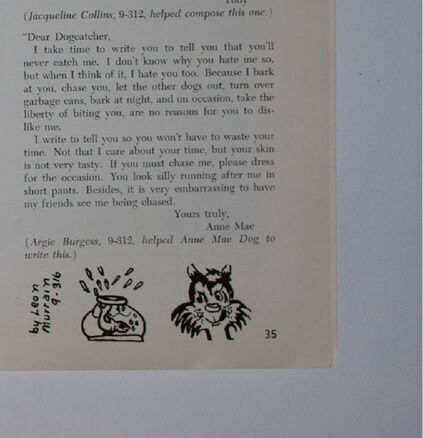 (Jacqueline Collins, 9-312, helped compose this one.)
"Dear Dogcatcher,
I take time to write you to tell you that you'll
never catch me. I don't know why you hate me so,
but when I think of it, I hate you too. Because I bark
at you, chase you, let the other dogs out, turn over
garbage cans, bark at night, and on occasion, take the
liberty of biting you, are no reasons for you to dis-
like me.
I write to tell you so you won't have to waste your
time. Not that I care about your time, but your skin
is not very tasty. If you must chase me, please dress
for the occasion. You look silly running after me in
short pants. Besides, it is very embarrassing to have
my friends see me being chased.
Yours truly,
Anne Mae
(Argie Burgess, 9-312, helped Anne Mae Dog to
write this.)
by Leon
Murrain
9-316
35